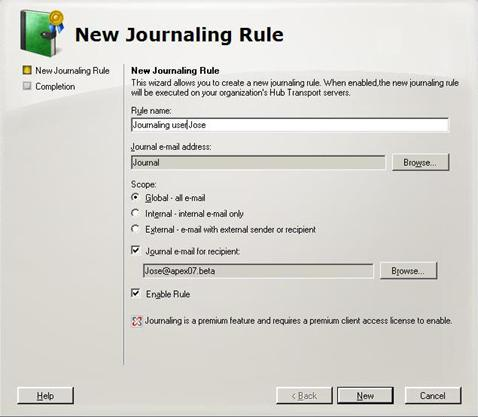 New Journaling Rule
New Journaling Rule
Completion
New Journaling Rule
This wizard allows you to create a new journaling rule. When enabled,the new journaling rule
will be executed on your organization's Hub Transport servers.
Rule name:
Journaling user Jose
Journal e-mail address:
Journal
Browse...
Scope:
Global - all e-mail
Internal - internal e-mail only
External - e-mail with external sender or recipient
Journal e-mail for recipient:
Jose@apex07.beta
Browse...
Enable Rule
Journaling is a premium feature and requires a premium client access license to enable.
Help
< Back
New
Cancel